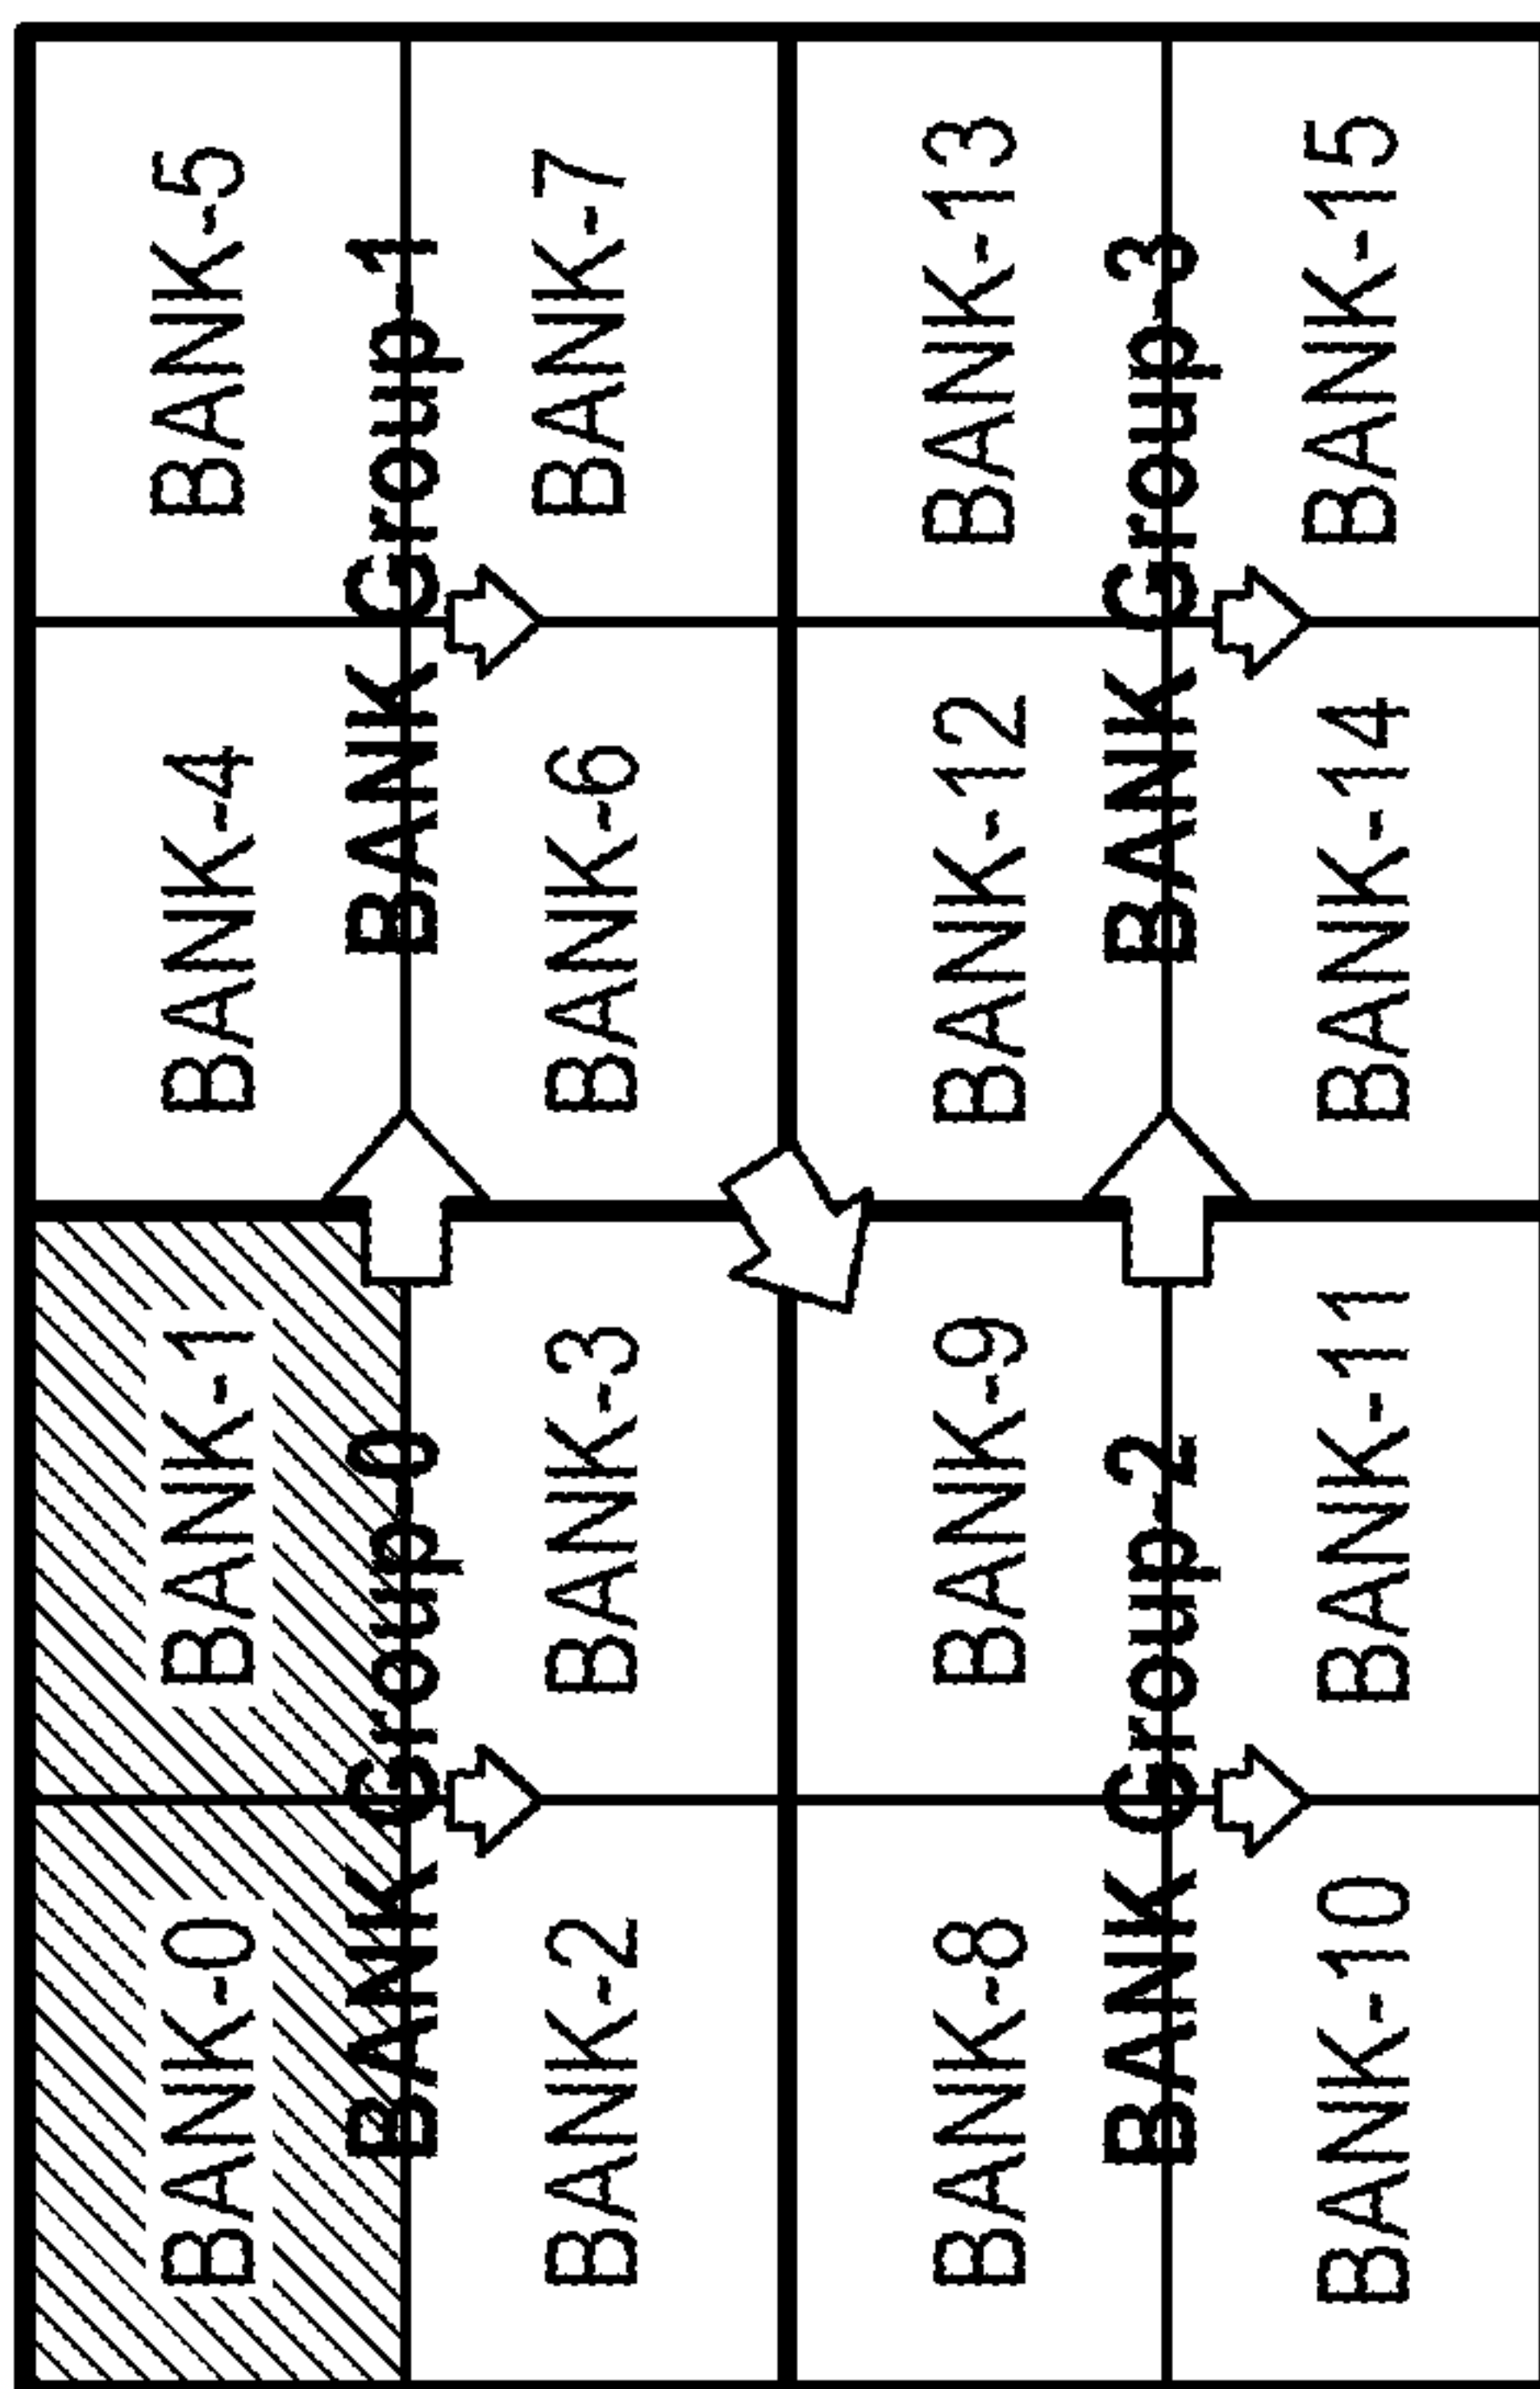 BANK-0 BANK-1 BANK-4 BANK-5
BANK Group-0 BANK Group-1
BANK-2 BANK-3 BANK-6 BANK-7
BANK-8 BANK-9 BANK-12 BANK-13
BANK Group-2 BANK Group-3
BANK-10 BANK-11 BANK-14 BANK-15